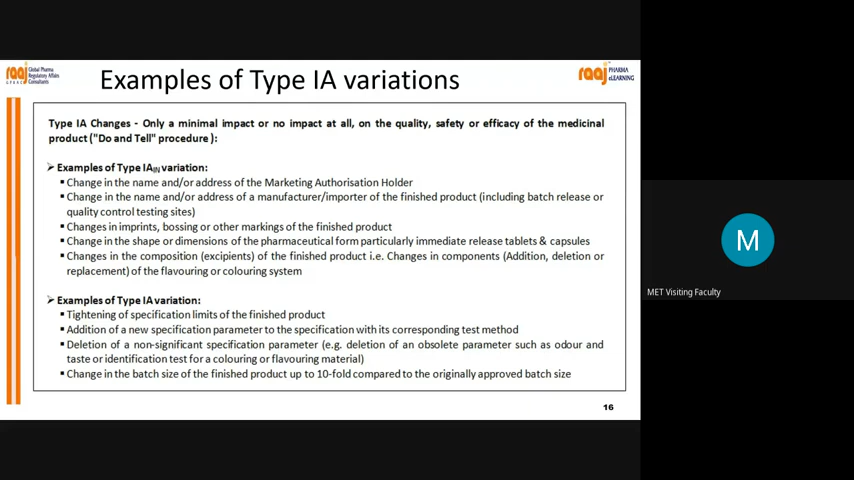 raaj
Global Pharma
Regulatory Affairs
Consultants
Examples of Type IA variations
raaj PHARMA
eLEARNING
Type IA Changes - Only a minimal impact or no impact at all, on the quality, safety or efficacy of the medicinal
product ("Do and Tell" procedure ):
Examples of Type IAIN variation:
Change in the name and/or address of the Marketing Authorisation Holder
Change in the name and/or address of a manufacturer/importer of the finished product (including batch release or
quality control testing sites)
Changes in imprints, bossing or other markings of the finished product
Change in the shape or dimensions of the pharmaceutical form particularly immediate release tablets & capsules
Changes in the composition (excipients) of the finished product i.e. Changes in components (Addition, deletion or
replacement) of the flavouring or colouring system
Examples of Type IA variation:
Tightening of specification limits of the finished product
Addition of a new specification parameter to the specification with its corresponding test method
Deletion of a non-significant specification parameter (e.g. deletion of an obsolete parameter such as odour and
taste or identification test for a colouring or flavouring material)
Change in the batch size of the finished product up to 10-fold compared to the originally approved batch size
16
M
MET Visiting Faculty